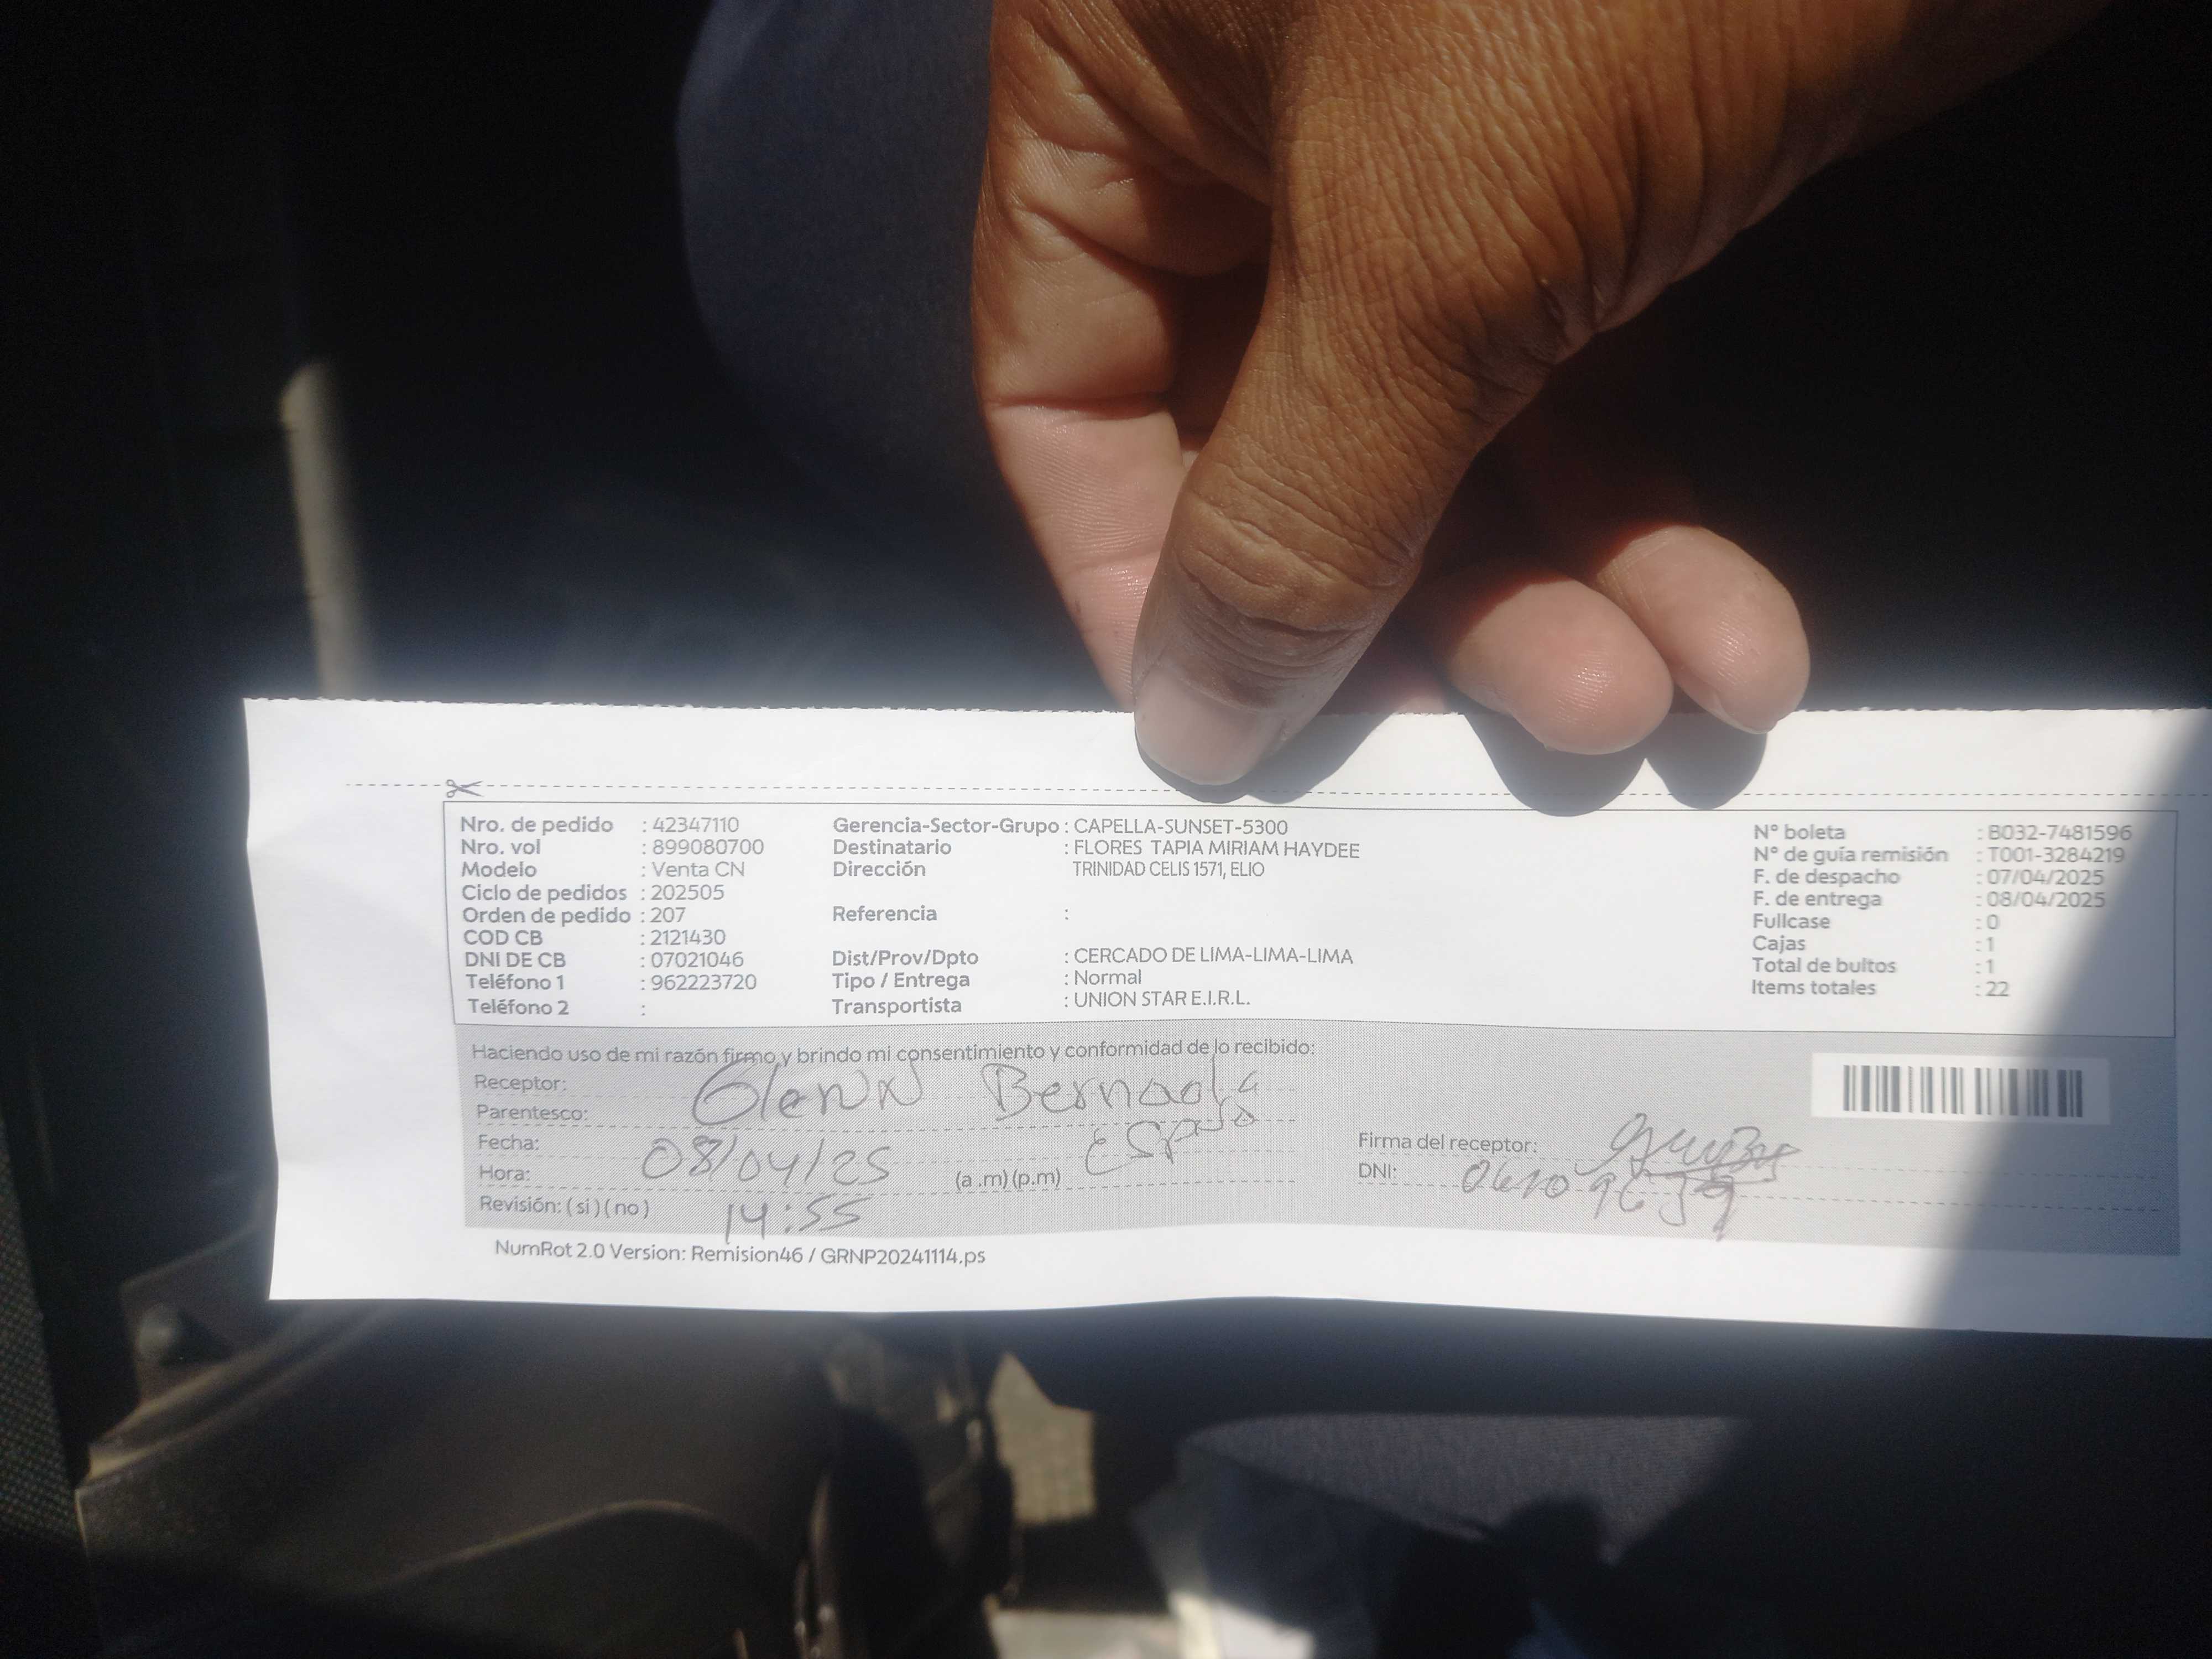 Nro. de pedido : 42347110
Nro. vol : 899080700
Modelo : Venta CN
Ciclo de pedidos : 202505
Orden de pedido : 207
COD CB : 2121430
DNI DE CB : 07021046
Teléfono 1 : 962223720
Teléfono 2 :
Gerencia-Sector-Grupo : CAPELLA-SUNSET-5300
Destinatario : FLORES TAPIA MIRIAM HAYDEE
Dirección TRINIDAD CELIS 1571, ELIO
Referencia :
Dist/Prov/Dpto : CERCADO DE LIMA-LIMA-LIMA
Tipo / Entrega : Normal
Transportista : UNION STAR E.I.R.L.
N° boleta : B032-7481596
N° de guía remisión : T001-3284219
F. de despacho : 07/04/2025
F. de entrega : 08/04/2025
Fullcase : 0
Cajas : 1
Total de bultos : 1
Items totales : 22
Haciendo uso de mi razón firmo y brindo mi consentimiento y conformidad de lo recibido:
Receptor: Glenn Bernaola
Parentesco: Esposo
Fecha: 08/04/25
Hora: 14:55 (a .m) (p.m)
Revisión: ( si ) ( no )
Firma del receptor:
DNI:
NumRot 2.0 Version: Remision46 / GRNP20241114.ps